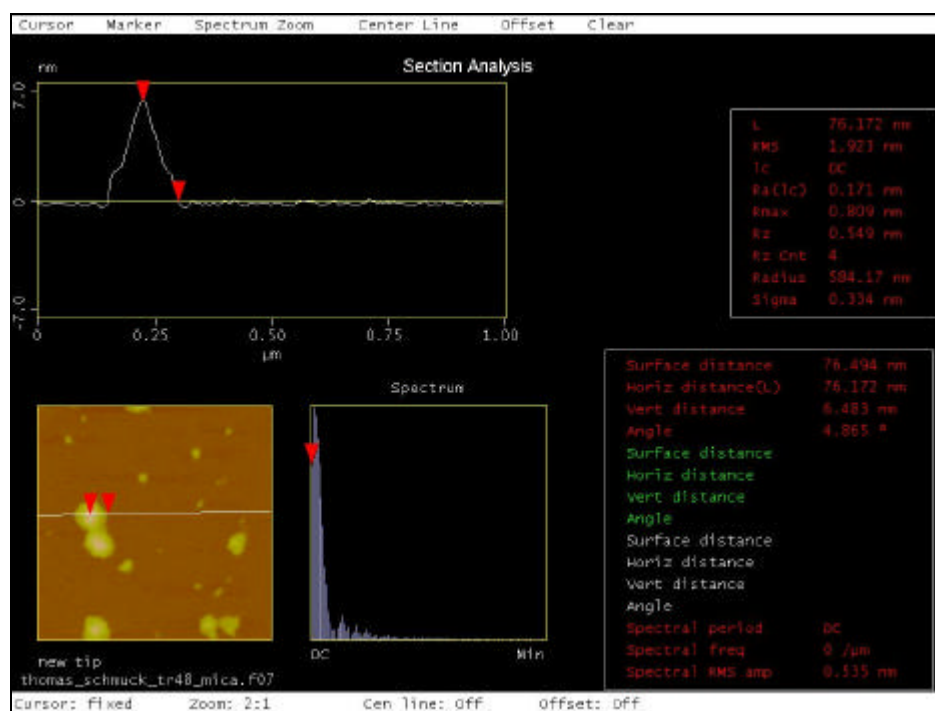 Cursor Marker Spectrum Zoom Center Line Offset Clear
nm
Section Analysis
7.0
0
-7.0
0 0.25 0.50 0.75 1.00
µm
L 76.172 nm
RMS 1.923 nm
lc DC
Ra(lc) 0.171 nm
Rmax 0.809 nm
Rz 0.549 nm
Rz Cnt 4
Radius 584.17 nm
Sigma 0.334 nm
Surface distance 76.494 nm
Horiz distance(L) 76.172 nm
Vert distance 6.483 nm
Angle 4.865 °
Surface distance
Horiz distance
Vert distance
Angle
Surface distance
Horiz distance
Vert distance
Angle
Spectral period DC
Spectral freq 0 /µm
Spectral RMS amp 0.535 nm
Spectrum
DC Min
new tip
thomas_schmuck_tr48_mica.f07
Cursor: fixed Zoom: 2:1 Cen line: Off Offset: Off